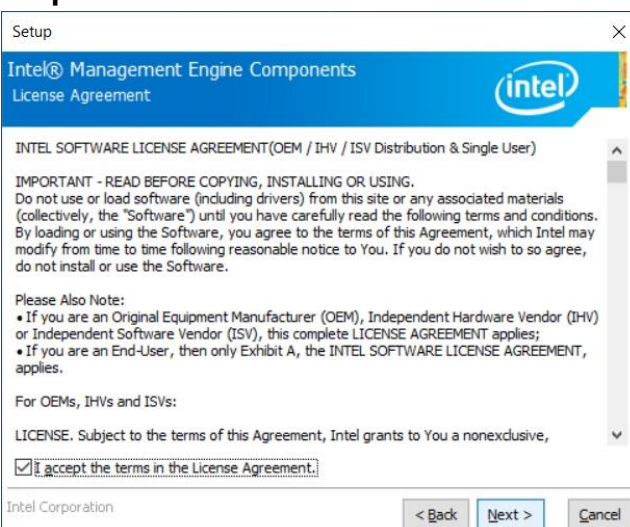 Setup
Intel® Management Engine Components
License Agreement
intel
INTEL SOFTWARE LICENSE AGREEMENT(OEM / IHV / ISV Distribution & Single User)
IMPORTANT - READ BEFORE COPYING, INSTALLING OR USING.
Do not use or load software (including drivers) from this site or any associated materials
(collectively, the "Software") until you have carefully read the following terms and conditions.
By loading or using the Software, you agree to the terms of this Agreement, which Intel may
modify from time to time following reasonable notice to You. If you do not wish to so agree,
do not install or use the Software.
Please Also Note:
• If you are an Original Equipment Manufacturer (OEM), Independent Hardware Vendor (IHV)
or Independent Software Vendor (ISV), this complete LICENSE AGREEMENT applies;
• If you are an End-User, then only Exhibit A, the INTEL SOFTWARE LICENSE AGREEMENT,
applies.
For OEMs, IHVs and ISVs:
LICENSE. Subject to the terms of this Agreement, Intel grants to You a nonexclusive,
I accept the terms in the License Agreement.
Intel Corporation
< Back Next > Cancel